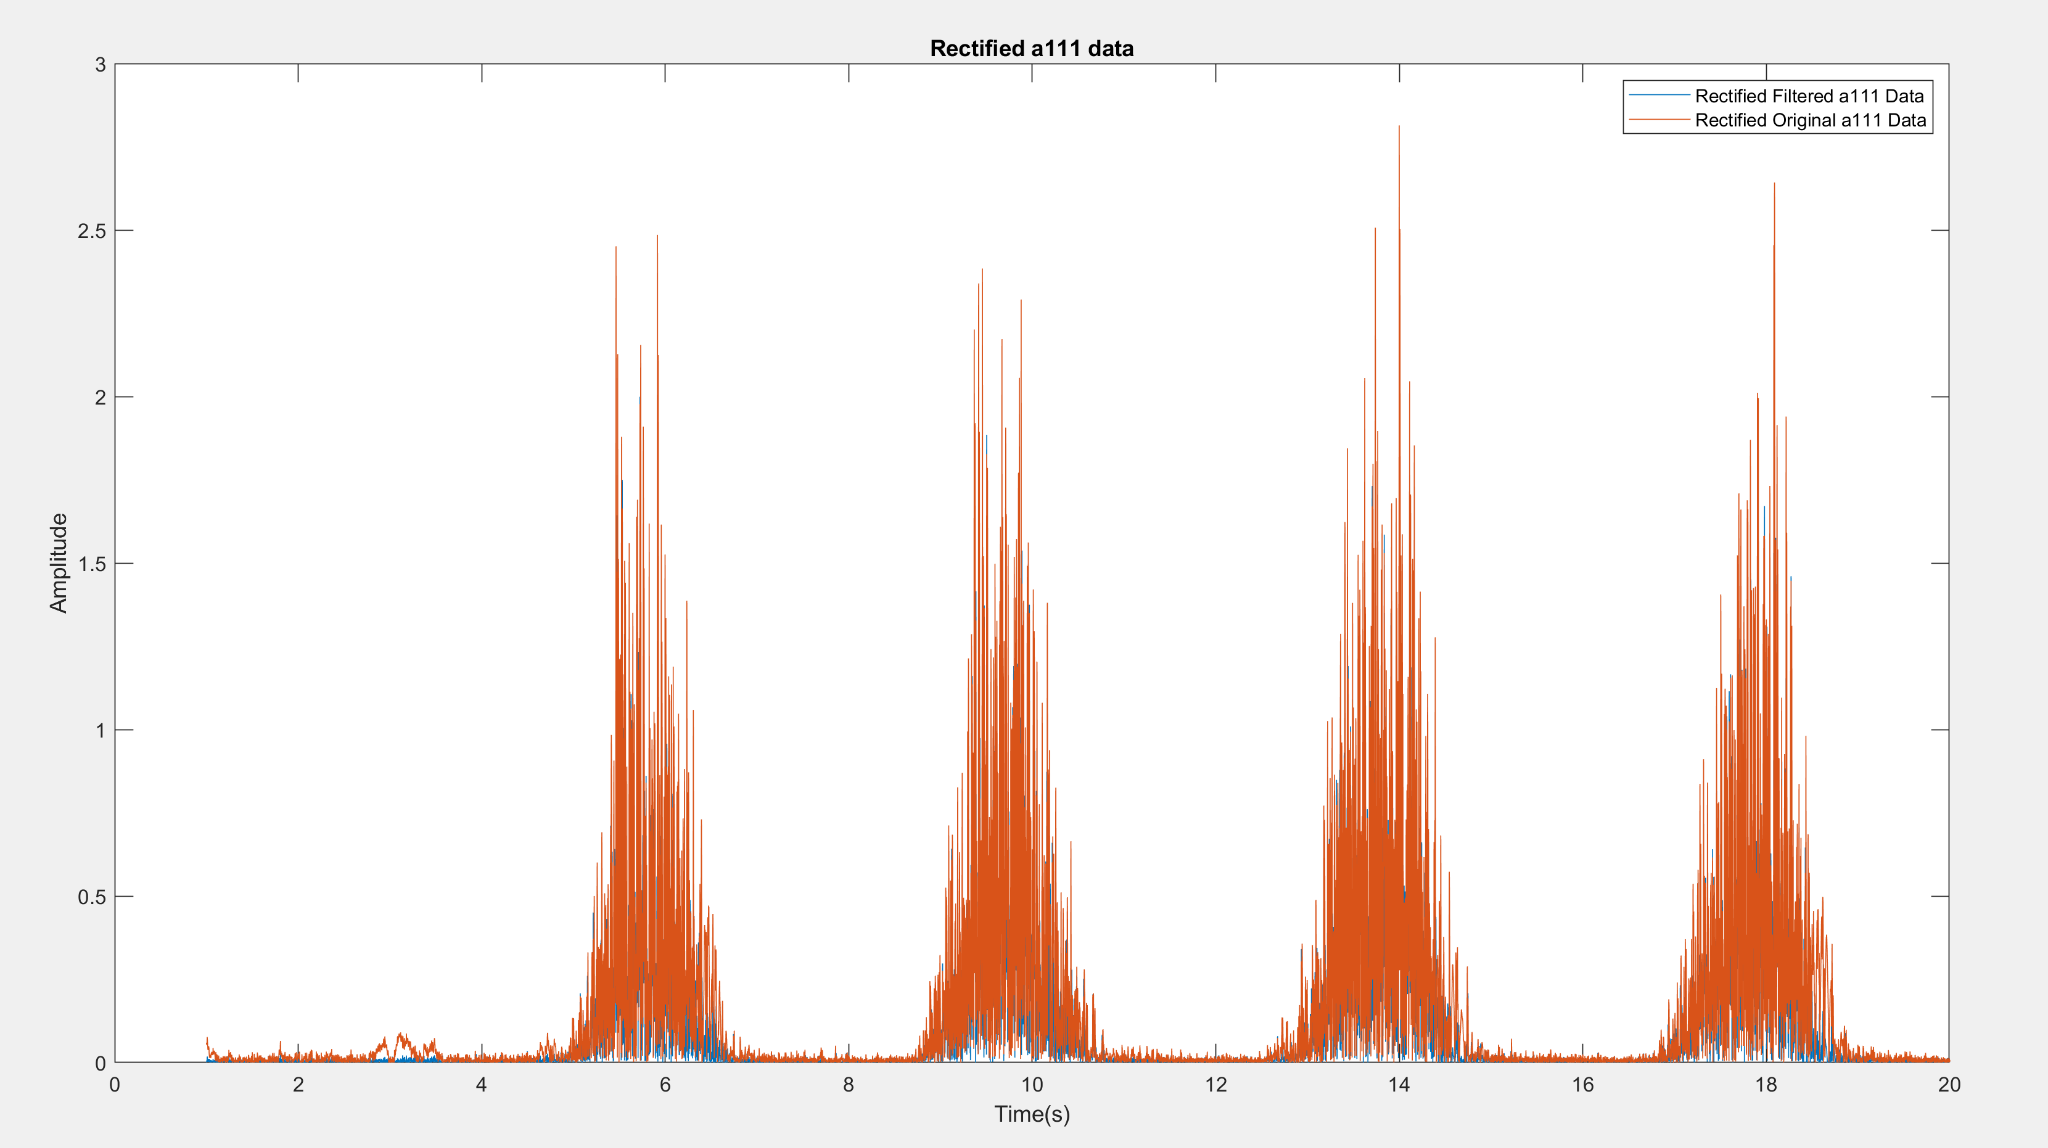 Rectified a111 data
Rectified Filtered a111 Data
Rectified Original a111 Data
3
2.5
2
1.5
1
0.5
0
Amplitude
0 2 4 6 8 10 12 14 16 18 20
Time(s)